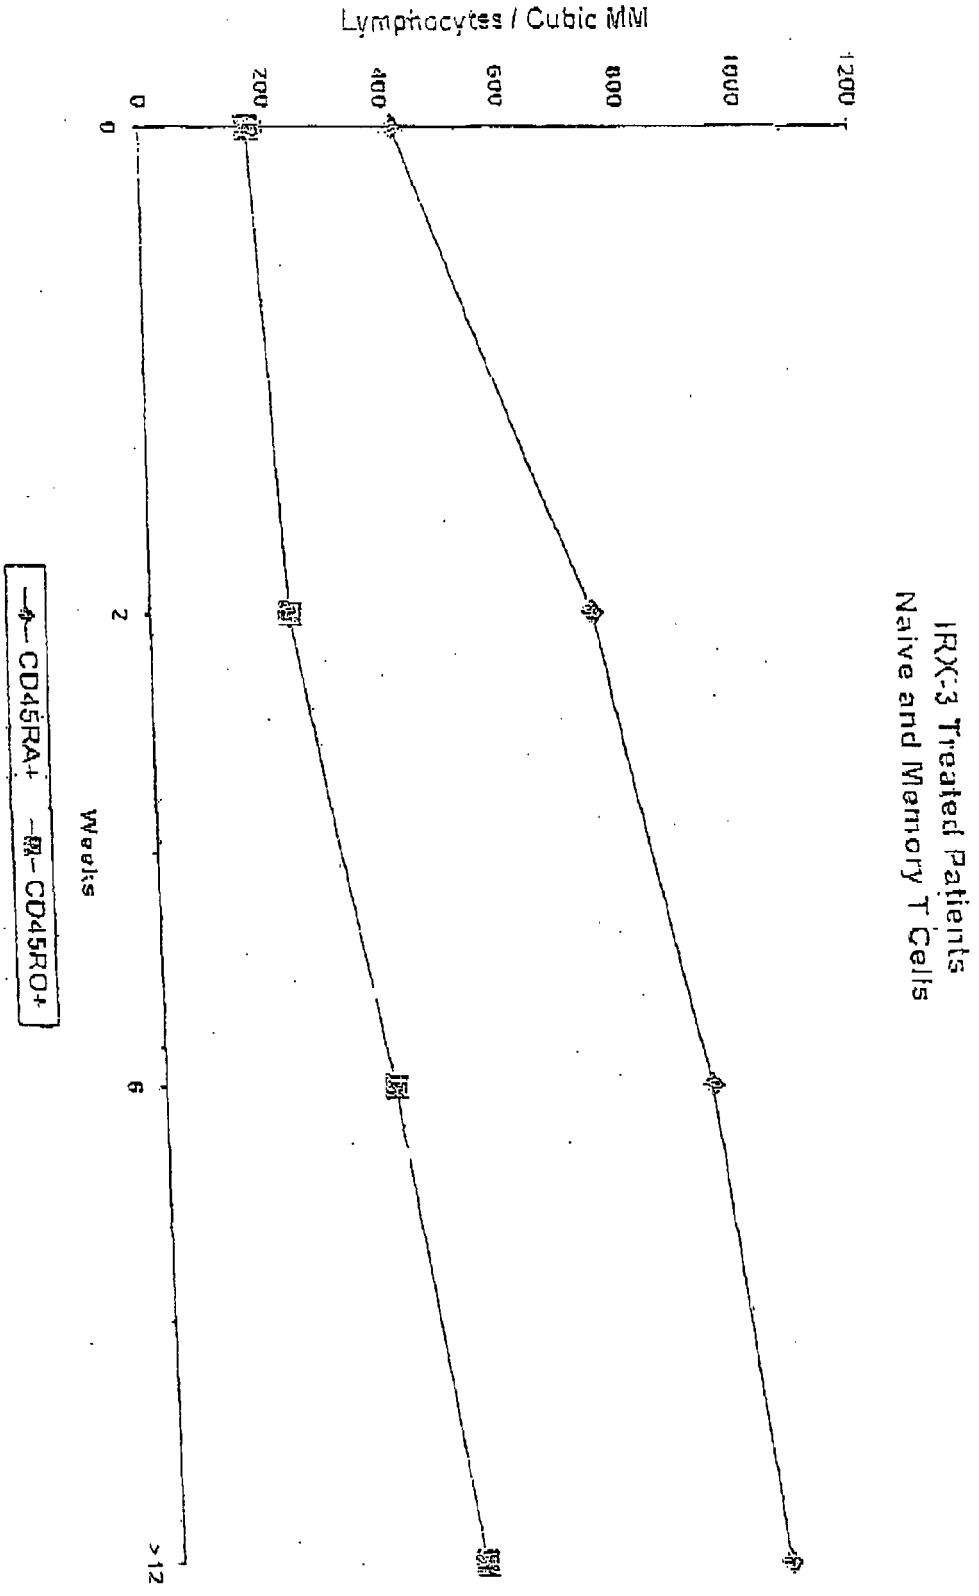 IRX-3 Treated Patients
Naive and Memory T Cells
Lymphocytes / Cubic MM
1200
1000
800
600
400
200
0
0
2
6
>12
Weeks
CD45RA+ CD45RO+